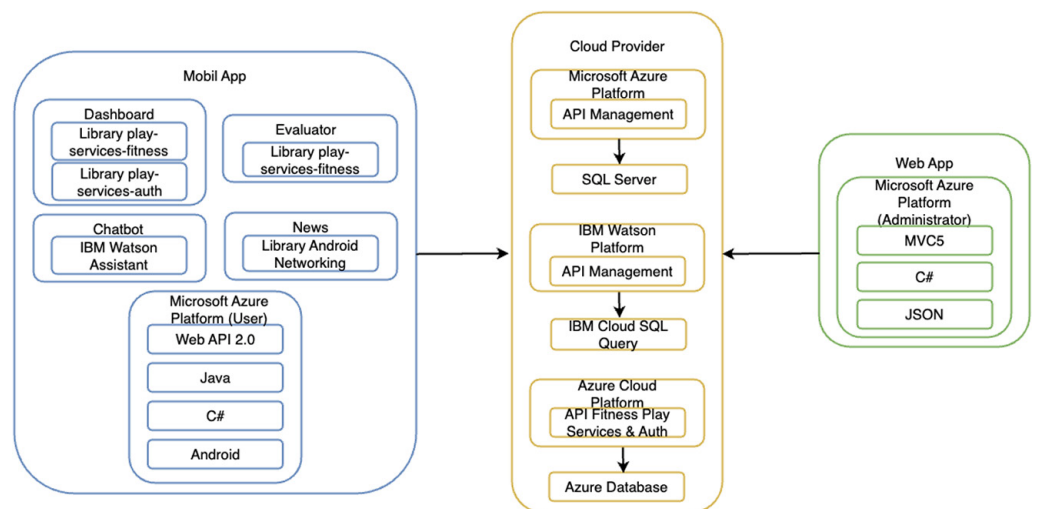 Mobil App
Dashboard
Library play-
services-fitness
Library play-
services-auth
Evaluator
Library play-
services-fitness
Chatbot
IBM Watson
Assistant
News
Library Android
Networking
Microsoft Azure
Platform (User)
Web API 2.0
Java
C#
Android
Cloud Provider
Microsoft Azure
Platform
API Management
SQL Server
IBM Watson
Platform
API Management
IBM Cloud SQL
Query
Azure Cloud
Platform
API Fitness Play
Services & Auth
Azure Database
Web App
Microsoft Azure
Platform
(Administrator)
MVC5
C#
JSON